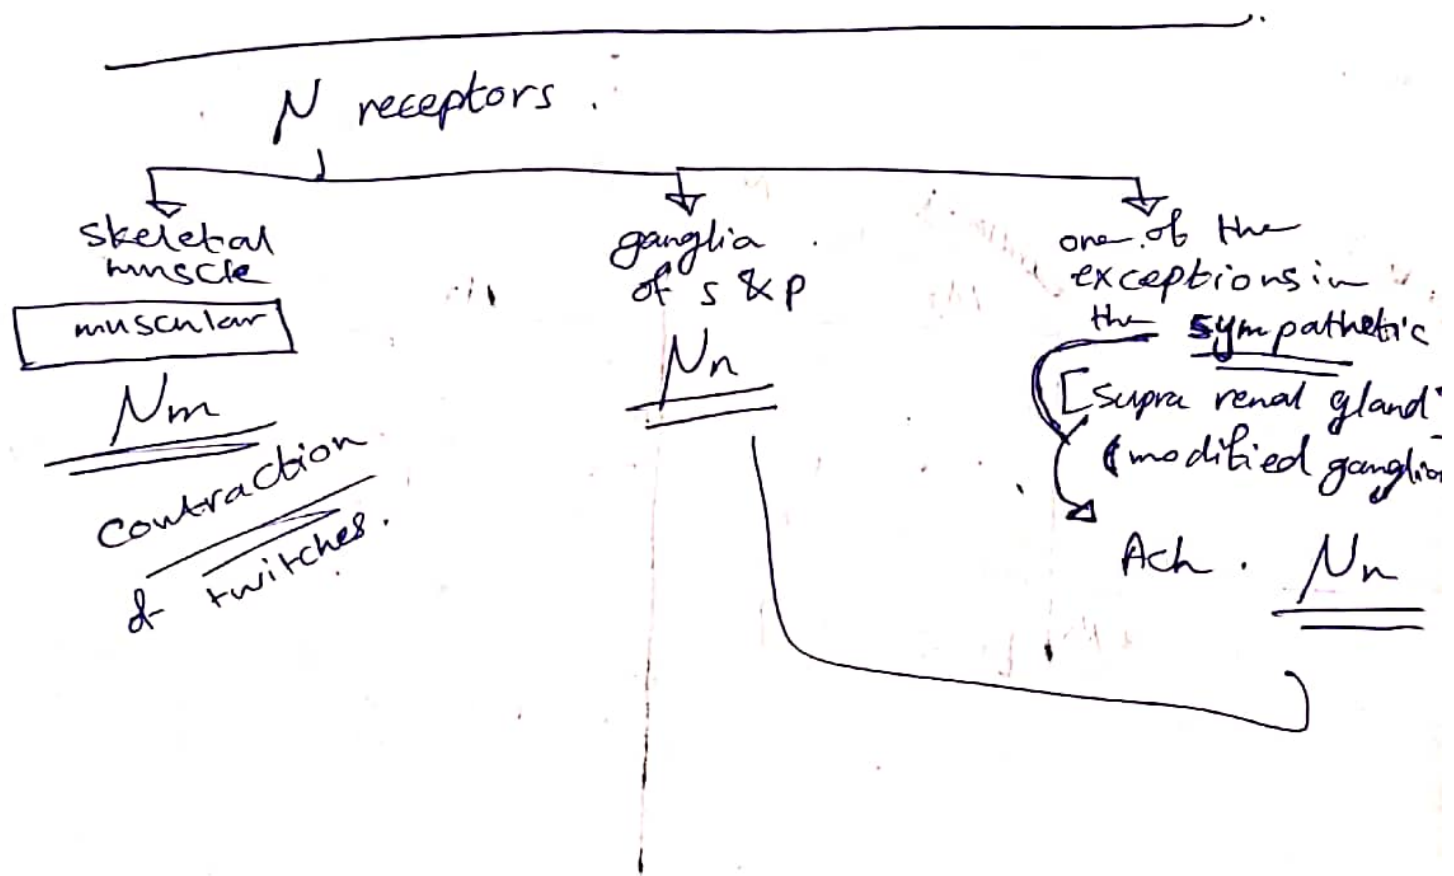 N receptors.
skeletal
muscle
muscular
Nm
contraction
& twitches.
ganglia
of s & p
Nn
one of the
exceptions in
the sympathetic
[supra renal gland
(modified ganglion
Ach. Nn